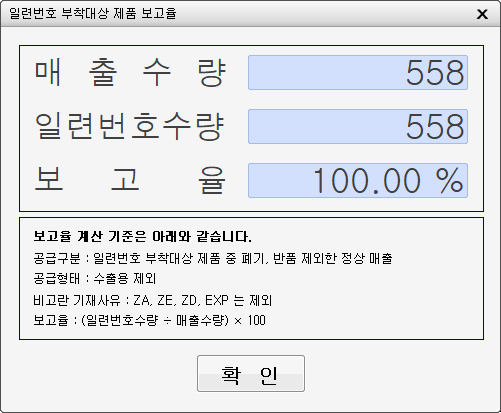 일련번호 부착대상 제품 보고율
매 출 수 량 558
일련번호수량 558
보 고 율 100.00 %
보고율 계산 기준은 아래와 같습니다.
공급구분 : 일련번호 부착대상 제품 중 폐기, 반품 제외한 정상 매출
공급형태 : 수출용 제외
비고란 기재사유 : ZA, ZE, ZD, EXP 는 제외
보고율 : (일련번호수량 ÷ 매출수량) × 100
확 인